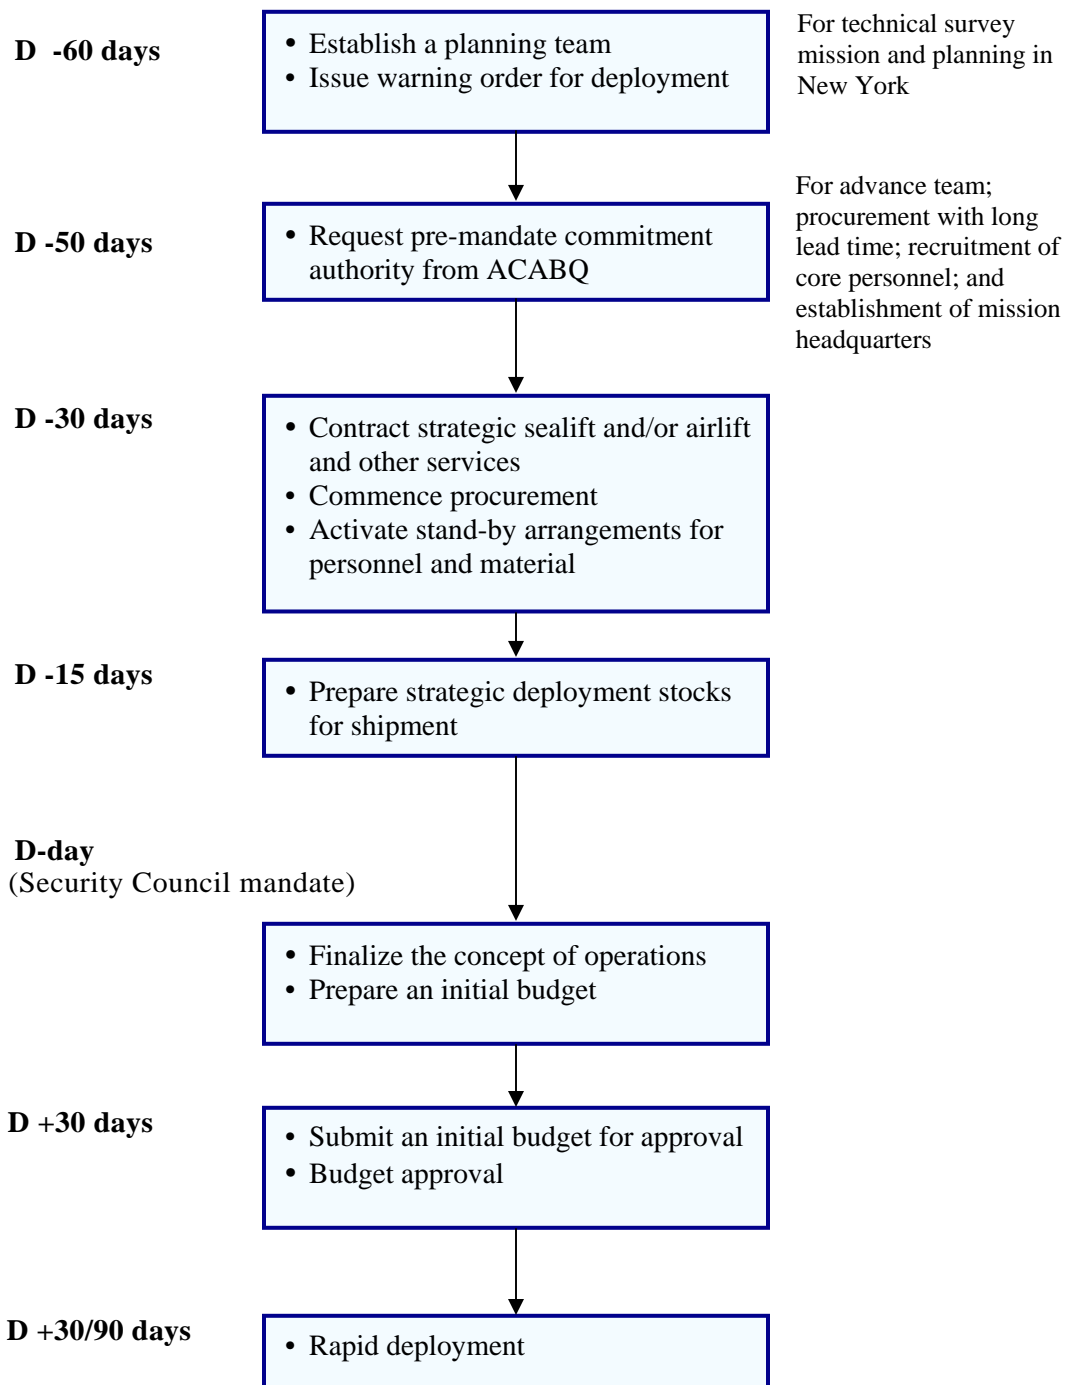 D -60 days
• Establish a planning team
• Issue warning order for deployment
For technical survey
mission and planning in
New York
D -50 days
• Request pre-mandate commitment
authority from ACABQ
For advance team;
procurement with long
lead time; recruitment of
core personnel; and
establishment of mission
headquarters
D -30 days
• Contract strategic sealift and/or airlift
and other services
• Commence procurement
• Activate stand-by arrangements for
personnel and material
D -15 days
• Prepare strategic deployment stocks
for shipment
D-day
(Security Council mandate)
• Finalize the concept of operations
• Prepare an initial budget
D +30 days
• Submit an initial budget for approval
• Budget approval
D +30/90 days
• Rapid deployment